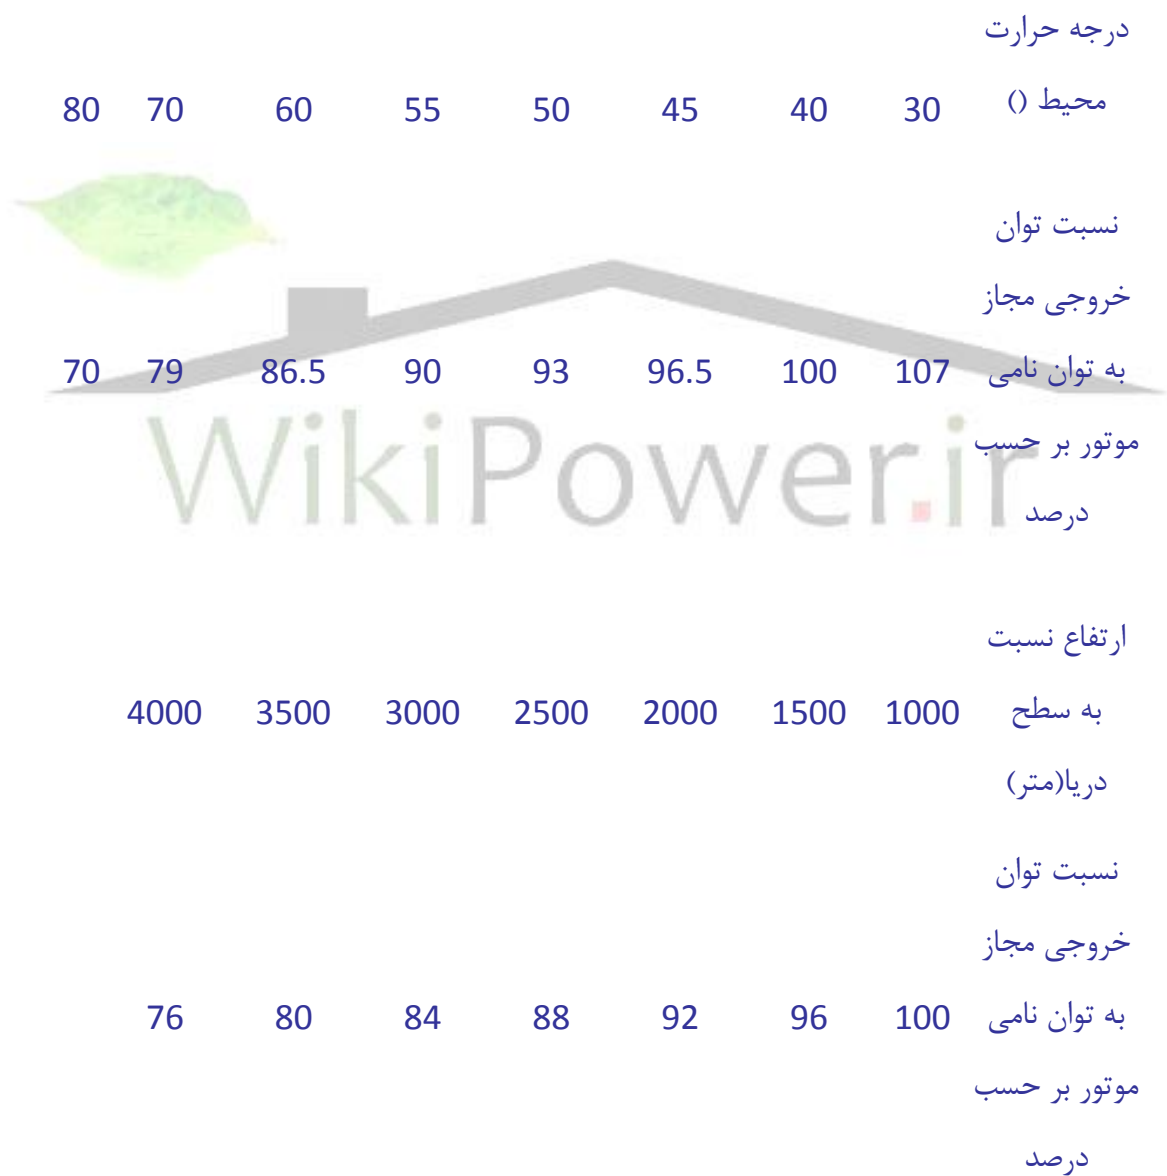 درجه حرارت
محیط () 30 40 45 50 55 60 70 80
نسبت توان
خروجی مجاز
به توان نامی 107 100 96.5 93 90 86.5 79 70
موتور بر حسب
WikiPower.ir
درصد
ارتفاع نسبت
به سطح 1000 1500 2000 2500 3000 3500 4000
دریا(متر)
نسبت توان
خروجی مجاز
به توان نامی 100 96 92 88 84 80 76
موتور بر حسب
درصد